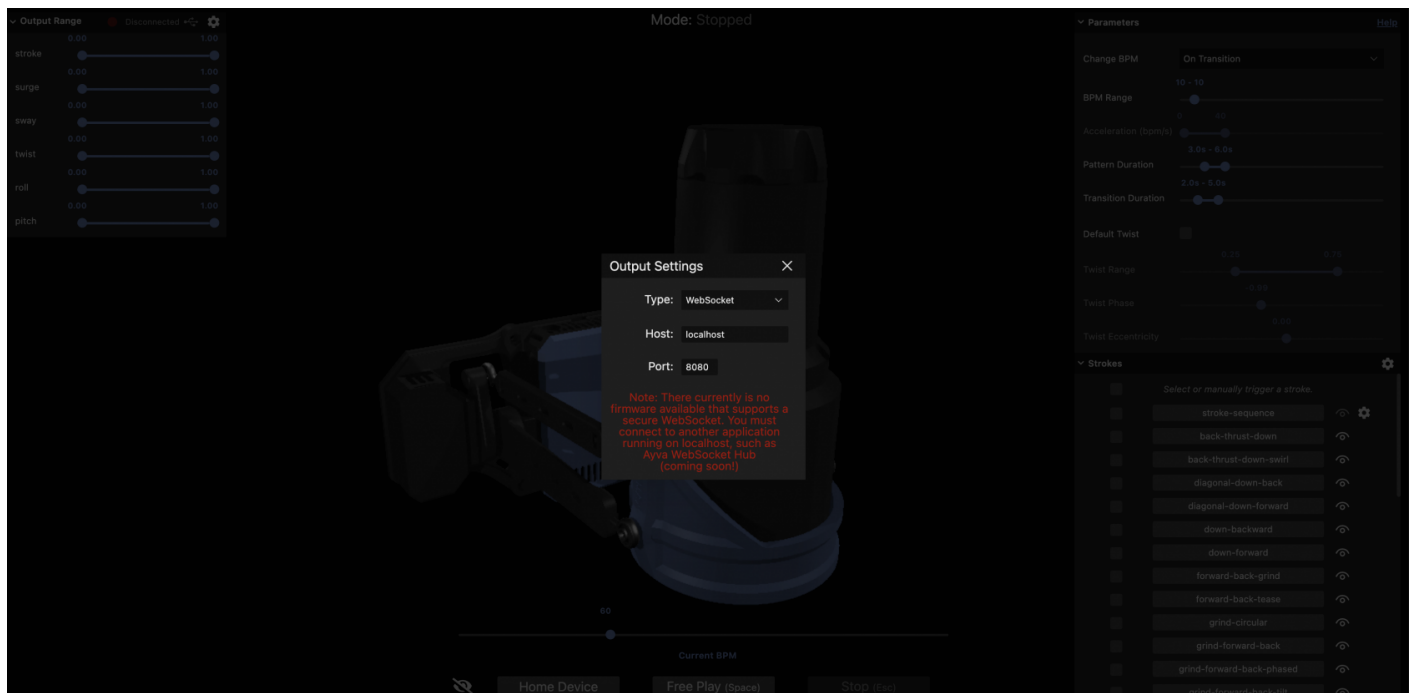 Output Range
Disconnected
Mode: Stopped
Parameters
Help
0.00 1.00
stroke
0.00 1.00
surge
0.00 1.00
sway
0.00 1.00
twist
0.00 1.00
roll
0.00 1.00
pitch
Output Settings
Type: WebSocket
Host: localhost
Port: 8080
Note: There currently is no
firmware available that supports a
secure WebSocket. You must
connect to another application
running on localhost, such as
Ayva WebSocket Hub
(coming soon!)
60
Current BPM
Home Device
Free Play (Space)
Stop (Esc)
Change BPM On Transition
10 - 10
BPM Range
0 10
Acceleration (bpm/s)
3.0s - 6.0s
Pattern Duration
2.0s - 5.0s
Transition Duration
Default Twist
0.75
Twist Range
Twist Phase
0.00
Twist Eccentricity
Strokes
Select or manually trigger a stroke.
stroke-sequence
back-thrust-down
back-thrust-down-swirl
diagonal-down-back
diagonal-down-forward
down-backward
down-forward
forward-back-grind
forward-back-tease
grind-circular
grind-forward-back
grind-forward-back-phased
grind-forward-back-tilt